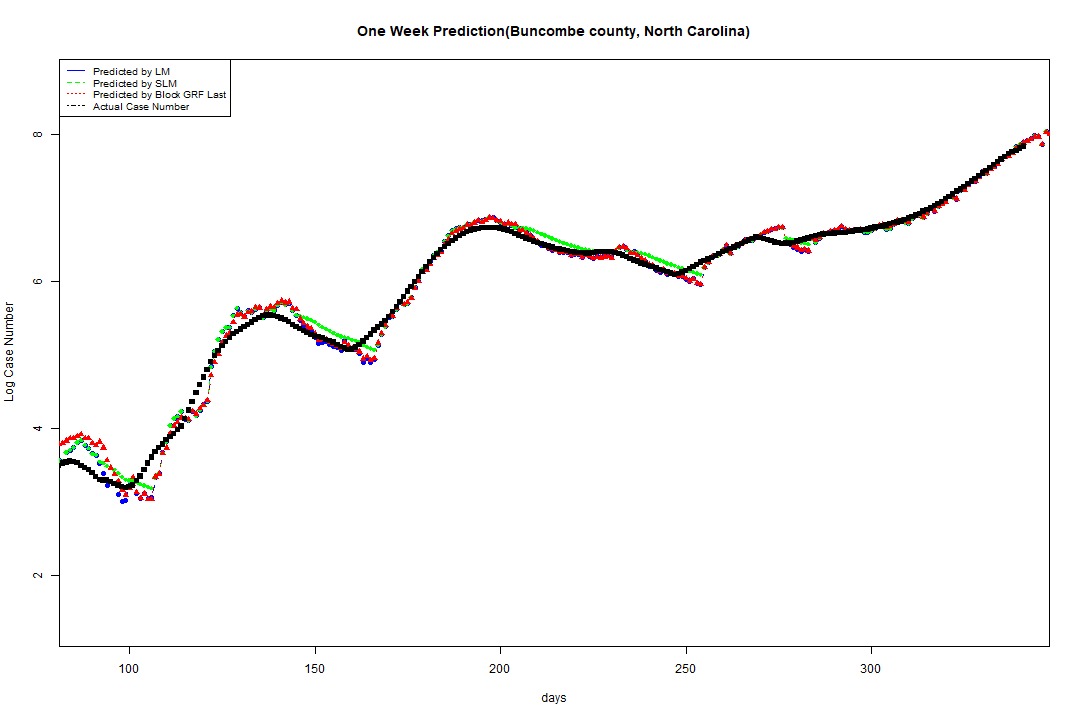 One Week Prediction(Buncombe county, North Carolina)
Predicted by LM
Predicted by SLM
Predicted by Block GRF Last
Actual Case Number
8
6
4
2
Log Case Number
100 150 200 250 300
days